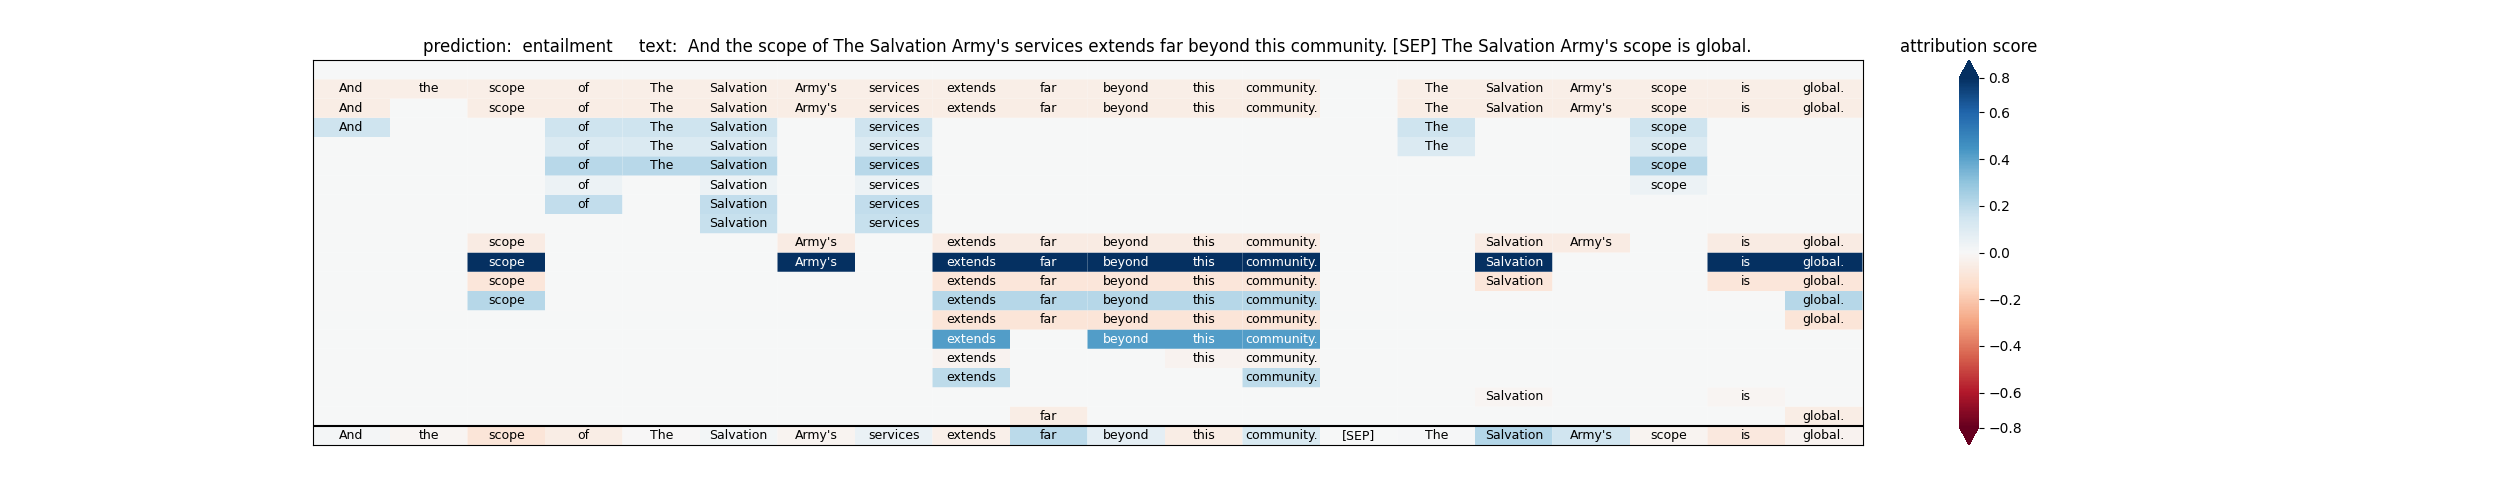 prediction:  entailment     text:  And the scope of The Salvation Army's services extends far beyond this community. [SEP] The Salvation Army's scope is global.
attribution score
And the scope of The Salvation Army's services extends far beyond this community. The Salvation Army's scope is global.
And scope of The Salvation Army's services extends far beyond this community. The Salvation Army's scope is global.
And of The Salvation services The scope
of The Salvation services The scope
of The Salvation services scope
of Salvation services scope
of Salvation services
Salvation services
scope Army's extends far beyond this community. Salvation Army's is global.
scope Army's extends far beyond this community. Salvation is global.
scope extends far beyond this community. Salvation is global.
scope extends far beyond this community. global.
extends far beyond this community. global.
extends beyond this community.
extends this community.
extends community.
Salvation is
far global.
And the scope of The Salvation Army's services extends far beyond this community. [SEP] The Salvation Army's scope is global.
0.8
0.6
0.4
0.2
0.0
−0.2
−0.4
−0.6
−0.8